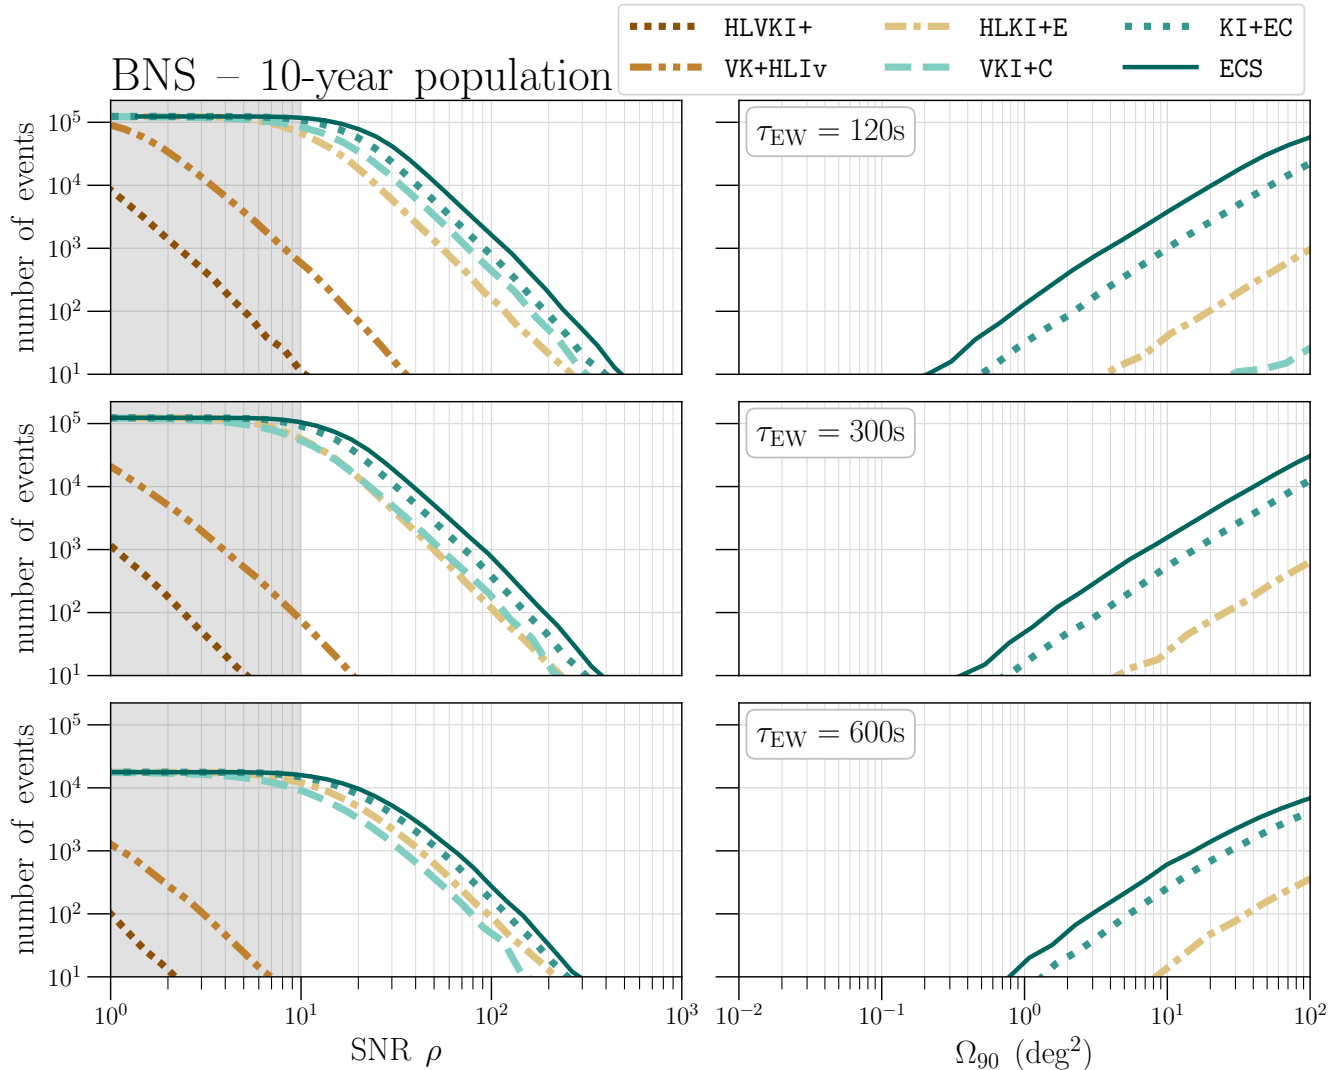 BNS – 10-year population
HLVKI+
HLKI+E
KI+EC
VK+HLIv
VKI+C
ECS
number of events
10^5
10^4
10^3
10^2
10^1
τ_EW = 120s
number of events
10^5
10^4
10^3
10^2
10^1
τ_EW = 300s
number of events
10^5
10^4
10^3
10^2
10^1
τ_EW = 600s
10^0 10^1 10^2 10^3
10^−2 10^−1 10^0 10^1 10^2
SNR ρ
Ω_90 (deg^2)